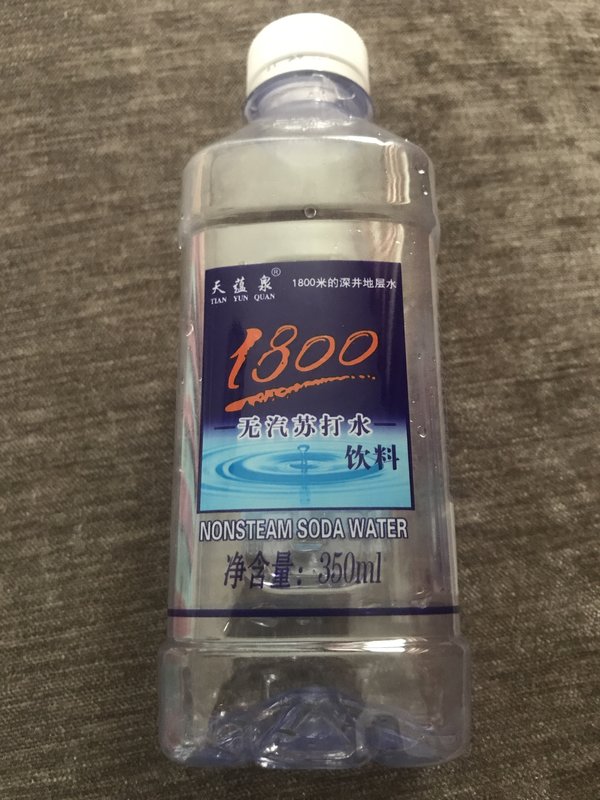 天蕴泉®
TIAN YUN QUAN
1800米的深井地层水
1800
无汽苏打水
饮料
NONSTEAM SODA WATER
净含量：350ml